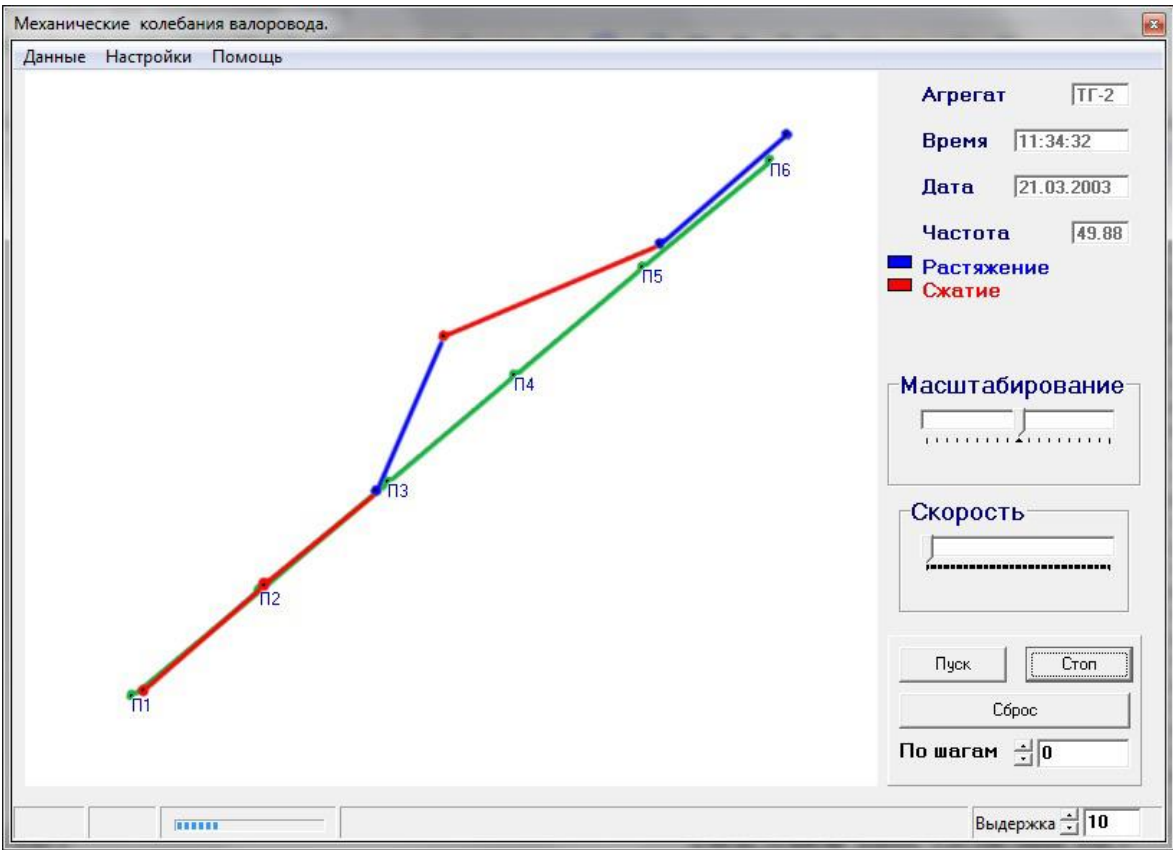 Механические колебания валоровода.
Данные Настройки Помощь
Агрегат ТГ-2
Время 11:34:32
Дата 21.03.2003
Частота 49.88
Растяжение
Сжатие
П6
П5
П4
П3
П2
П1
Масштабирование
Скорость
Пуск Стоп
Сброс
По шагам 0
Выдержка 10